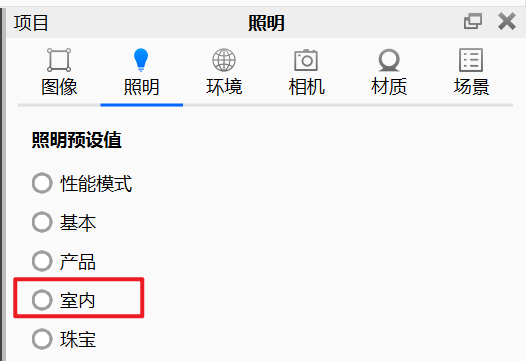 项目 照明
图像 照明 环境 相机 材质 场景
照明预设值
性能模式
基本
产品
室内
珠宝